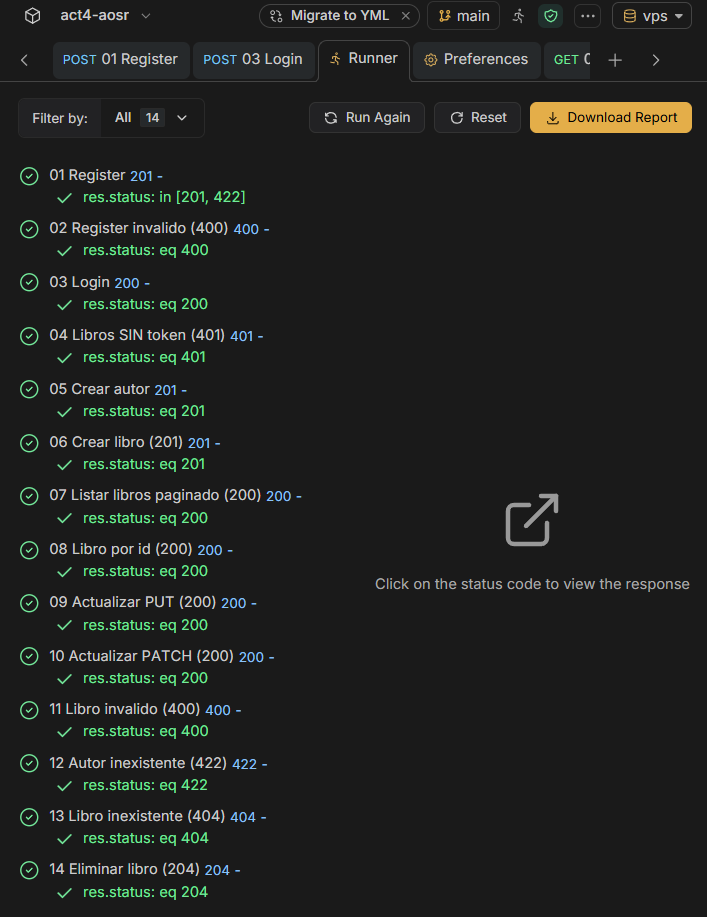 act4-aosr
Migrate to YML
main
vps
POST 01 Register
POST 03 Login
Runner
Preferences
GET
Filter by:
All 14
Run Again
Reset
Download Report
01 Register 201 -
res.status: in [201, 422]
02 Register invalido (400) 400 -
res.status: eq 400
03 Login 200 -
res.status: eq 200
04 Libros SIN token (401) 401 -
res.status: eq 401
05 Crear autor 201 -
res.status: eq 201
06 Crear libro (201) 201 -
res.status: eq 201
07 Listar libros paginado (200) 200 -
res.status: eq 200
08 Libro por id (200) 200 -
res.status: eq 200
09 Actualizar PUT (200) 200 -
res.status: eq 200
10 Actualizar PATCH (200) 200 -
res.status: eq 200
11 Libro invalido (400) 400 -
res.status: eq 400
12 Autor inexistente (422) 422 -
res.status: eq 422
13 Libro inexistente (404) 404 -
res.status: eq 404
14 Eliminar libro (204) 204 -
res.status: eq 204
Click on the status code to view the response